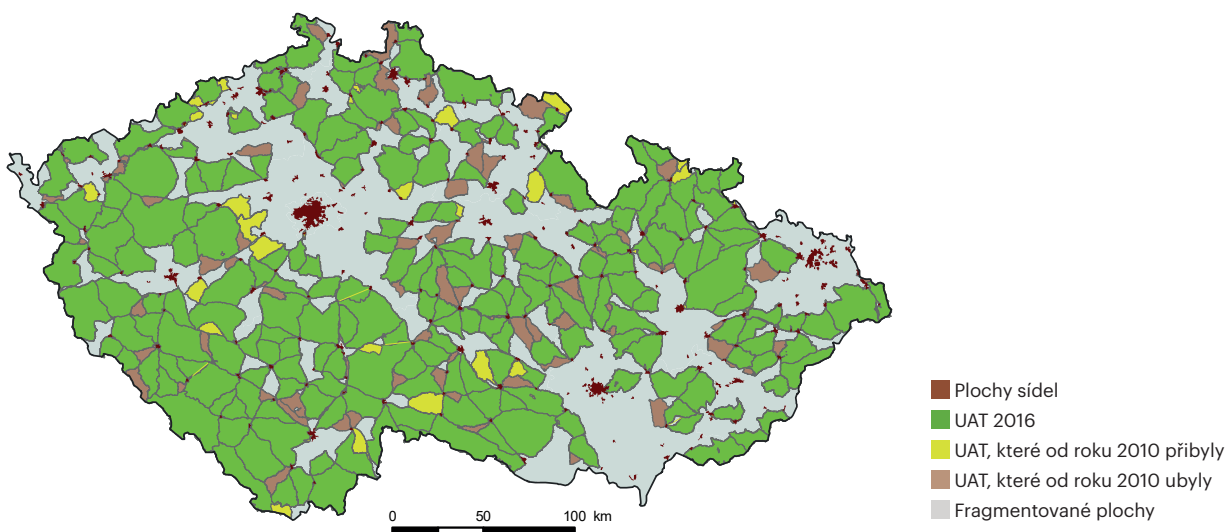 Plochy sídel
UAT 2016
UAT, které od roku 2010 přibyly
UAT, které od roku 2010 ubyly
Fragmentované plochy
0 50 100 km